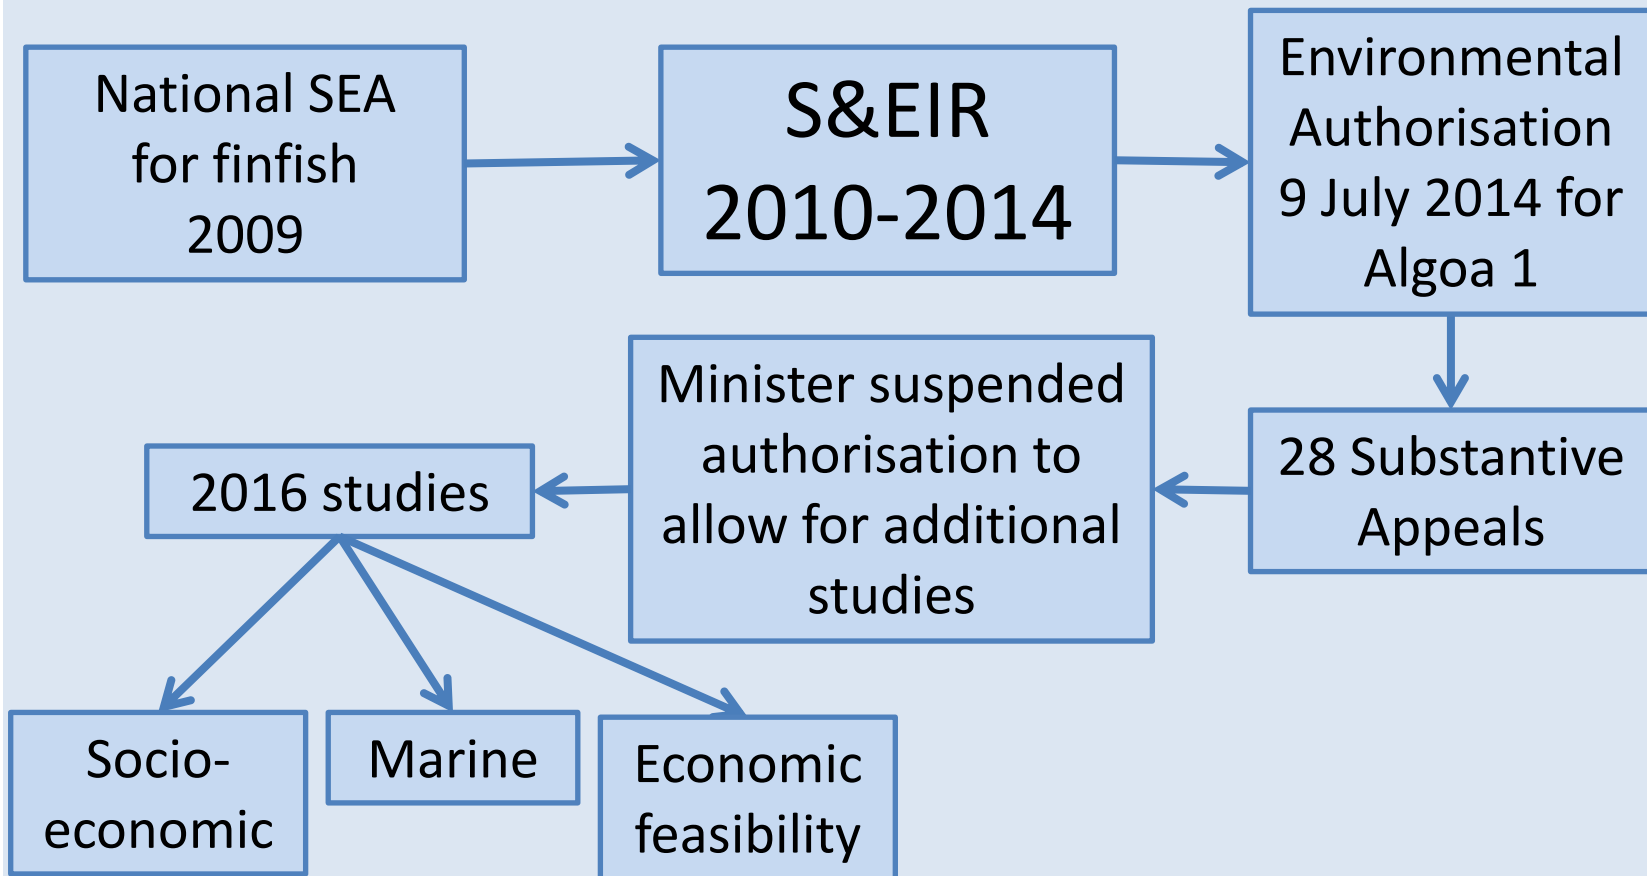 National SEA
for finfish
2009
S&EIR
2010-2014
Environmental
Authorisation
9 July 2014 for
Algoa 1
28 Substantive
Appeals
Minister suspended
authorisation to
allow for additional
studies
2016 studies
Socio-
economic
Marine
Economic
feasibility